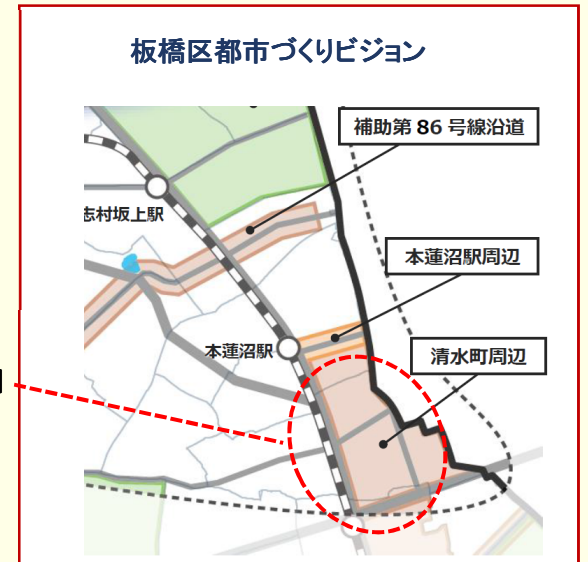 板橋区都市づくりビジョン
補助第 86 号線沿道
志村坂上駅
本蓮沼駅周辺
本蓮沼駅
清水町周辺